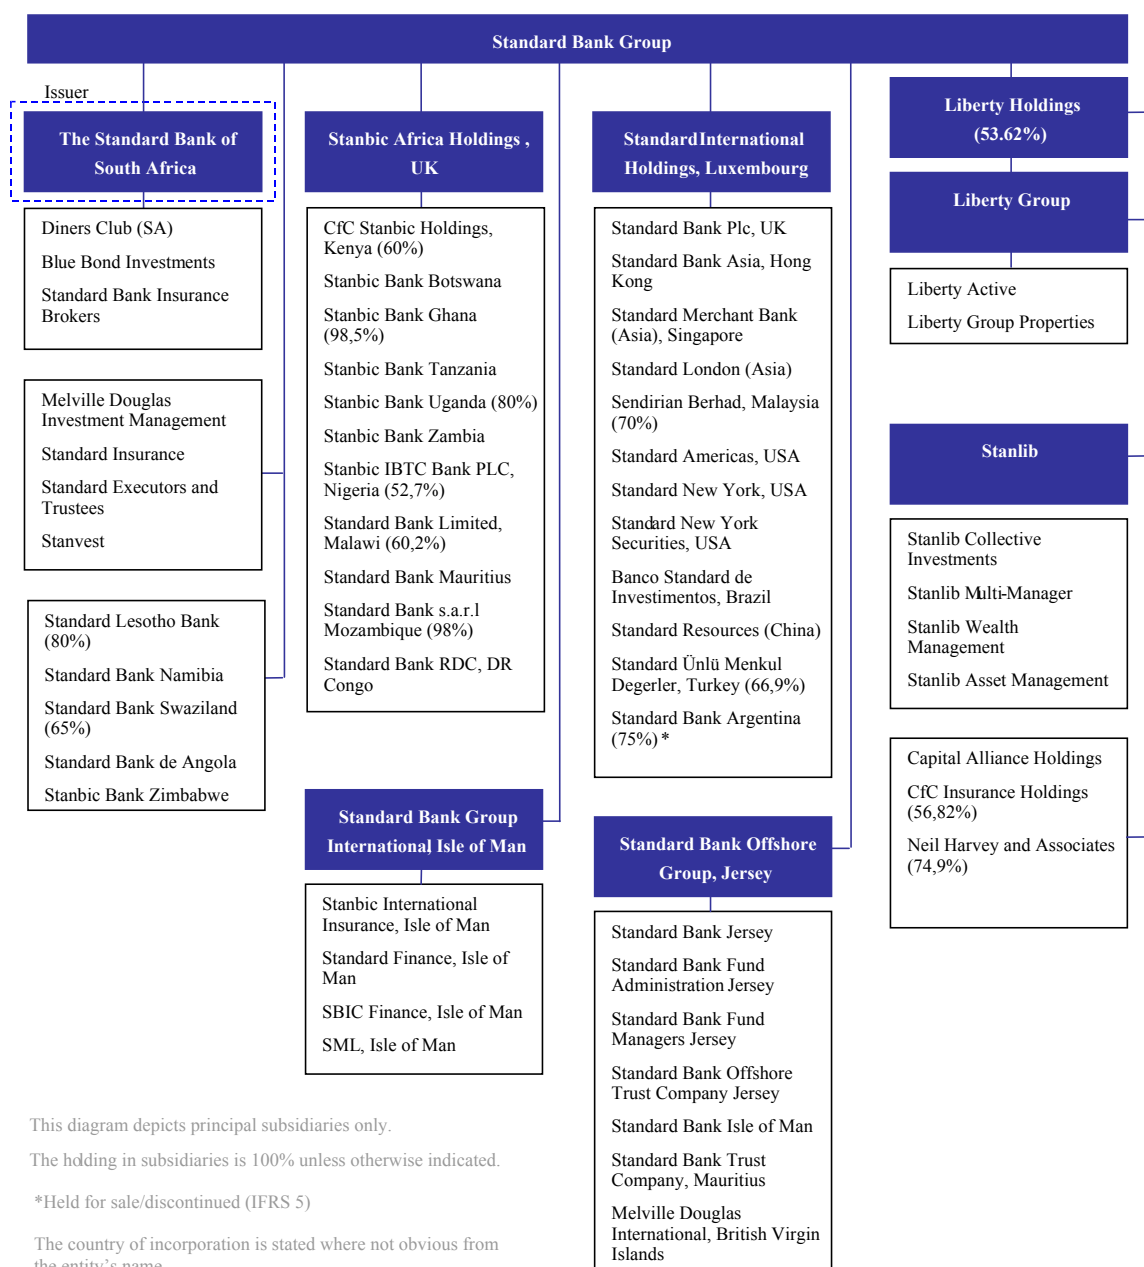 Standard Bank Group
Issuer
The Standard Bank of
South Africa
Diners Club (SA)
Blue Bond Investments
Standard Bank Insurance
Brokers
Melville Douglas
Investment Management
Standard Insurance
Standard Executors and
Trustees
Stanvest
Standard Lesotho Bank
(80%)
Standard Bank Namibia
Standard Bank Swaziland
(65%)
Standard Bank de Angola
Stanbic Bank Zimbabwe
Stanbic Africa Holdings ,
UK
CfC Stanbic Holdings,
Kenya (60%)
Stanbic Bank Botswana
Stanbic Bank Ghana
(98,5%)
Stanbic Bank Tanzania
Stanbic Bank Uganda (80%)
Stanbic Bank Zambia
Stanbic IBTC Bank PLC,
Nigeria (52,7%)
Standard Bank Limited,
Malawi (60,2%)
Standard Bank Mauritius
Standard Bank s.a.r.l
Mozambique (98%)
Standard Bank RDC, DR
Congo
Standard Bank Group
International, Isle of Man
Stanbic International
Insurance, Isle of Man
Standard Finance, Isle of
Man
SBIC Finance, Isle of Man
SML, Isle of Man
Standard International
Holdings, Luxembourg
Standard Bank Plc, UK
Standard Bank Asia, Hong
Kong
Standard Merchant Bank
(Asia), Singapore
Standard London (Asia)
Sendirian Berhad, Malaysia
(70%)
Standard Americas, USA
Standard New York, USA
Standard New York
Securities, USA
Banco Standard de
Investimentos, Brazil
Standard Resources (China)
Standard Ünlü Menkul
Degerler, Turkey (66,9%)
Standard Bank Argentina
(75%) *
Standard Bank Offshore
Group, Jersey
Standard Bank Jersey
Standard Bank Fund
Administration Jersey
Standard Bank Fund
Managers Jersey
Standard Bank Offshore
Trust Company Jersey
Standard Bank Isle of Man
Standard Bank Trust
Company, Mauritius
Melville Douglas
International, British Virgin
Islands
Liberty Holdings
(53.62%)
Liberty Group
Liberty Active
Liberty Group Properties
Stanlib
Stanlib Collective
Investments
Stanlib Multi-Manager
Stanlib Wealth
Management
Stanlib Asset Management
Capital Alliance Holdings
CfC Insurance Holdings
(56,82%)
Neil Harvey and Associates
(74,9%)
This diagram depicts principal subsidiaries only.
The holding in subsidiaries is 100% unless otherwise indicated.
*Held for sale/discontinued (IFRS 5)
The country of incorporation is stated where not obvious from
the entity's name